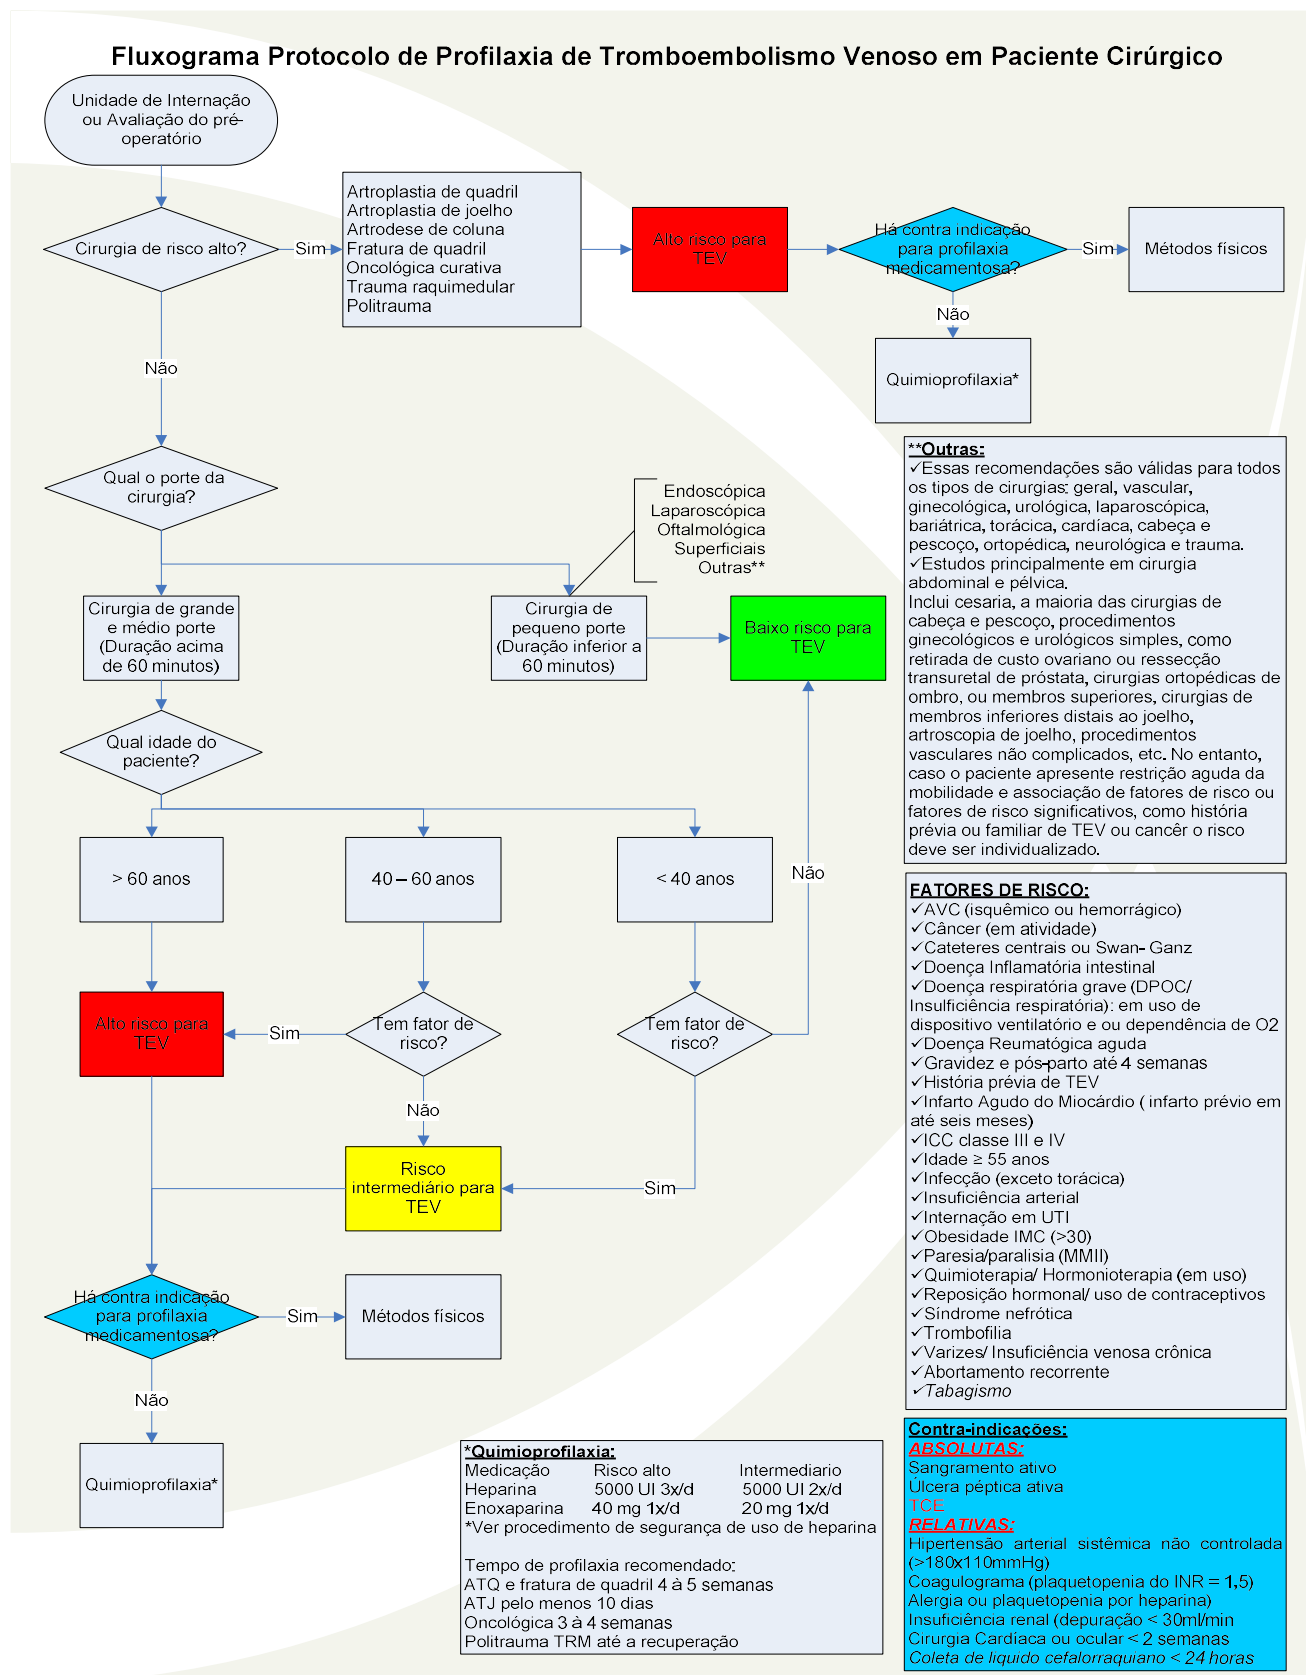 Fluxograma Protocolo de Profilaxia de Tromboembolismo Venoso em Paciente Cirúrgico
Unidade de Internação
ou Avaliação do pré-
operatório
Cirurgia de risco alto?
Sim
Artroplastia de quadril
Artroplastia de joelho
Artrodese de coluna
Fratura de quadril
Oncológica curativa
Trauma raquimedular
Politrauma
Alto risco para
TEV
Há contra indicação
para profilaxia
medicamentosa?
Sim
Métodos físicos
Não
Quimioprofilaxia*
Não
Qual o porte da
cirurgia?
Endoscópica
Laparoscópica
Oftalmológica
Superficiais
Outras**
Cirurgia de grande
e médio porte
(Duração acima
de 60 minutos)
Cirurgia de
pequeno porte
(Duração inferior a
60 minutos)
Baixo risco para
TEV
Qual idade do
paciente?
> 60 anos
40 – 60 anos
< 40 anos
Não
Alto risco para
TEV
Sim
Tem fator de
risco?
Tem fator de
risco?
Não
Risco
intermediário para
TEV
Sim
Há contra indicação
para profilaxia
medicamentosa?
Sim
Métodos físicos
Não
Quimioprofilaxia*
**Outras:
✓Essas recomendações são válidas para todos
os tipos de cirurgias: geral, vascular,
ginecológica, urológica, laparoscópica,
bariátrica, torácica, cardíaca, cabeça e
pescoço, ortopédica, neurológica e trauma.
✓Estudos principalmente em cirurgia
abdominal e pélvica.
Inclui cesaria, a maioria das cirurgias de
cabeça e pescoço, procedimentos
ginecológicos e urológicos simples, como
retirada de custo ovariano ou ressecção
transuretal de próstata, cirurgias ortopédicas de
ombro, ou membros superiores, cirurgias de
membros inferiores distais ao joelho,
artroscopia de joelho, procedimentos
vasculares não complicados, etc. No entanto,
caso o paciente apresente restrição aguda da
mobilidade e associação de fatores de risco ou
fatores de risco significativos, como história
prévia ou familiar de TEV ou cancêr o risco
deve ser individualizado.
FATORES DE RISCO:
✓AVC (isquêmico ou hemorrágico)
✓Câncer (em atividade)
✓Cateteres centrais ou Swan- Ganz
✓Doença Inflamatória intestinal
✓Doença respiratória grave (DPOC/
Insulficiência respiratória): em uso de
dispositivo ventilatório e ou dependência de O2
✓Doença Reumatógica aguda
✓Gravidez e pós-parto até 4 semanas
✓História prévia de TEV
✓Infarto Agudo do Miocárdio ( infarto prévio em
até seis meses)
✓ICC classe III e IV
✓Idade ≥ 55 anos
✓Infecção (exceto torácica)
✓Insuficiência arterial
✓Internação em UTI
✓Obesidade IMC (>30)
✓Paresia/paralisia (MMII)
✓Quimioterapia/ Hormonioterapia (em uso)
✓Reposição hormonal/ uso de contraceptivos
✓Síndrome nefrótica
✓Trombofilia
✓Varizes/ Insuficiência venosa crônica
✓Abortamento recorrente
✓Tabagismo
*Quimioprofilaxia:
Medicação Risco alto Intermediario
Heparina 5000 UI 3x/d 5000 UI 2x/d
Enoxaparina 40 mg 1x/d 20 mg 1x/d
*Ver procedimento de segurança de uso de heparina
Tempo de profilaxia recomendado:
ATQ e fratura de quadril 4 à 5 semanas
ATJ pelo menos 10 dias
Oncológica 3 à 4 semanas
Politrauma TRM até a recuperação
Contra-indicações:
ABSOLUTAS:
Sangramento ativo
Úlcera péptica ativa
TCE
RELATIVAS:
Hipertensão arterial sistêmica não controlada
(>180x110mmHg)
Coagulograma (plaquetopenia do INR = 1,5)
Alergia ou plaquetopenia por heparina)
Insuficiência renal (depuração < 30ml/min
Cirurgia Cardíaca ou ocular < 2 semanas
Coleta de liquido cefalorraquiano < 24 horas